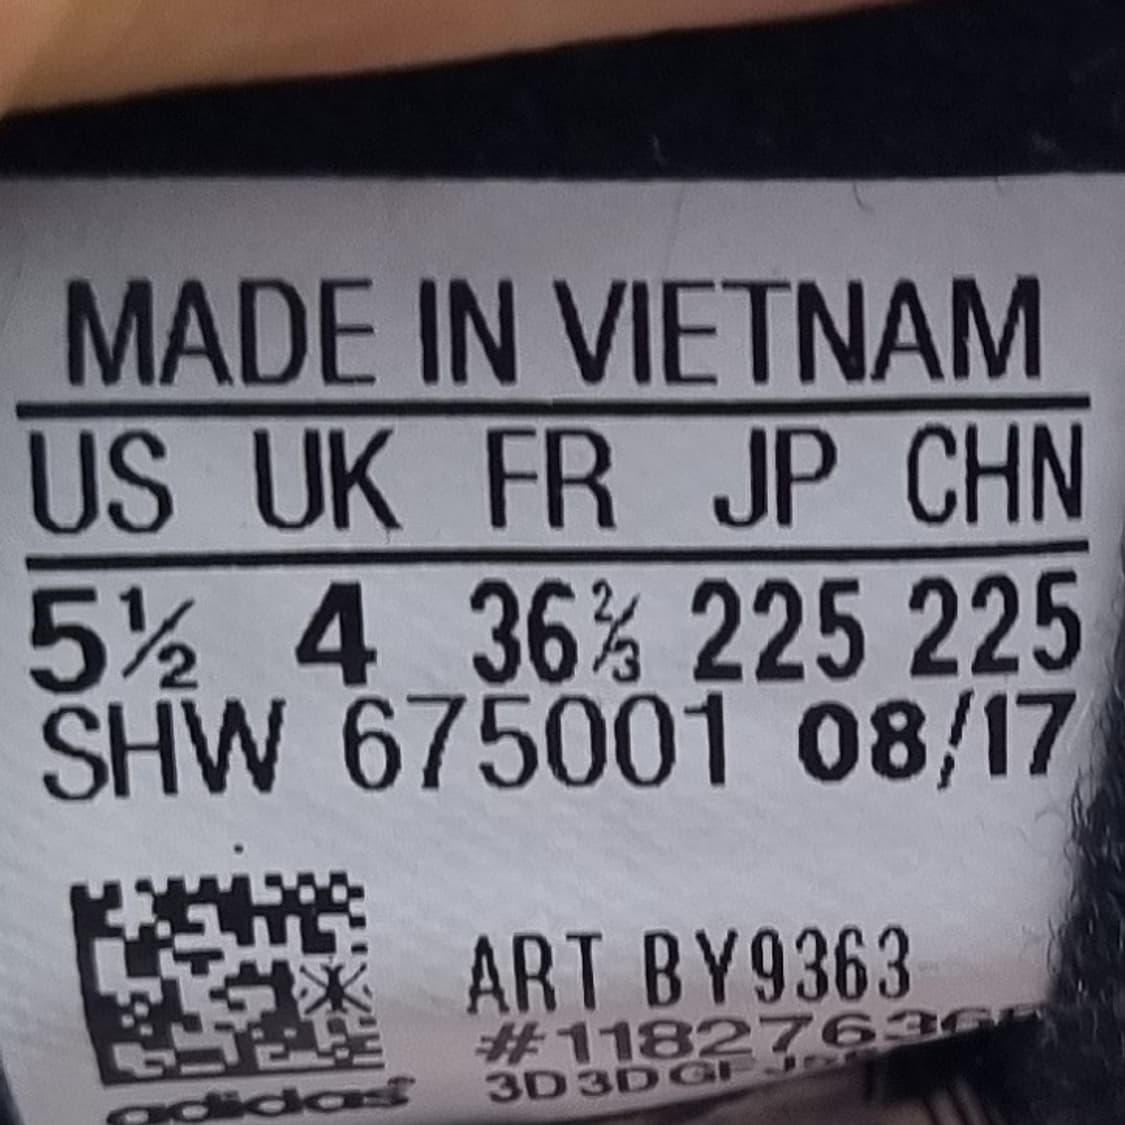 MADE IN VIETNAM
US UK FR JP CHN
5½ 4 36⅔ 225 225
SHW 675001 08/17
ART BY9363
adidas